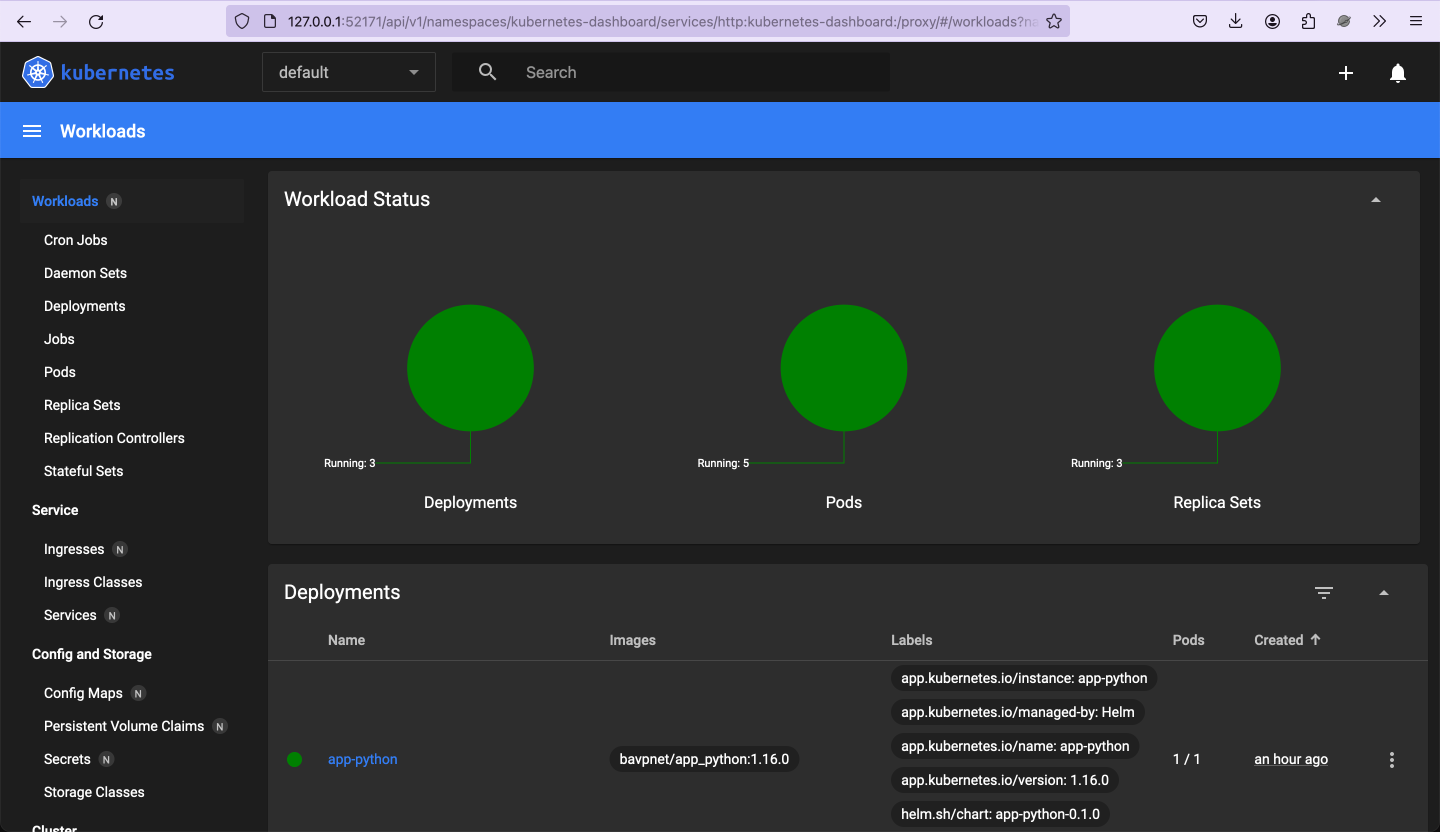 127.0.0.1:52171/api/v1/namespaces/kubernetes-dashboard/services/http:kubernetes-dashboard:/proxy/#/workloads?na
kubernetes
default
Search
Workloads
Workloads N
Cron Jobs
Daemon Sets
Deployments
Jobs
Pods
Replica Sets
Replication Controllers
Stateful Sets
Service
Ingresses N
Ingress Classes
Services N
Config and Storage
Config Maps N
Persistent Volume Claims N
Secrets N
Storage Classes
Cluster
Workload Status
Running: 3
Running: 5
Running: 3
Deployments
Pods
Replica Sets
Deployments
Name Images Labels Pods Created
app.kubernetes.io/instance: app-python
app.kubernetes.io/managed-by: Helm
app.kubernetes.io/name: app-python
app-python bavpnet/app_python:1.16.0 1 / 1 an hour ago
app.kubernetes.io/version: 1.16.0
helm.sh/chart: app-python-0.1.0